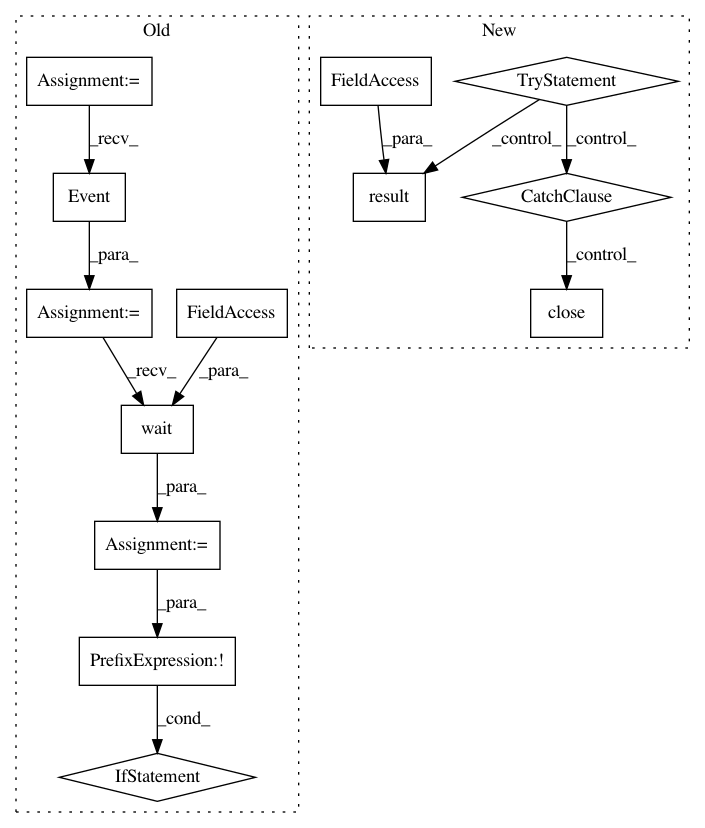 Old
New
Assignment:=
FieldAccess
TryStatement
_recv_
_para_
_control_
_control_
Event
result
CatchClause
_para_
_control_
Assignment:=
FieldAccess
close
_recv_
_para_
wait
_para_
Assignment:=
_para_
PrefixExpression:!
_cond_
IfStatement